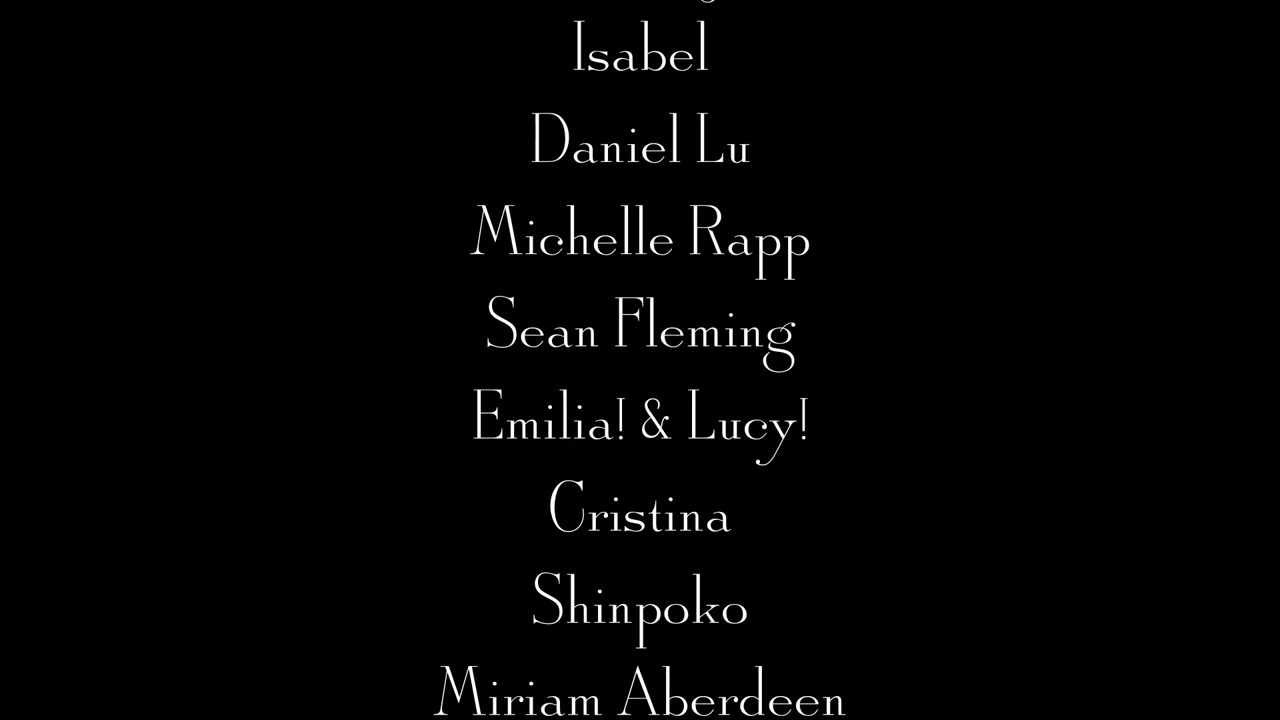 Isabel
Daniel Lu
Michelle Rapp
Sean Fleming
Emilia! & Lucy!
Cristina
Shinpoko
Miriam Aberdeen